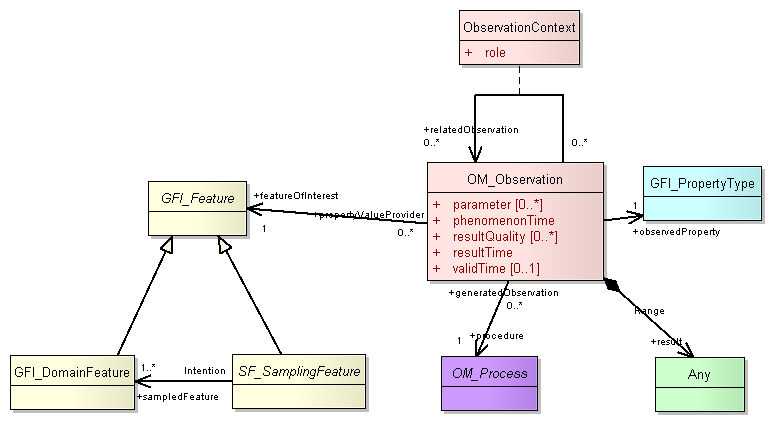 ObservationContext
+ role
+relatedObservation
0..*
0..*
OM_Observation
+ parameter [0..*]
+ phenomenonTime
+ resultQuality [0..*]
+ resultTime
+ validTime [0..1]
GFI_PropertyType
1
+observedProperty
GFI_Feature
+featureOfInterest
1
+propertyValueProvider
0..*
+generatedObservation
0..*
+procedure
1
Range
+result
GFI_DomainFeature
1..*
Intention
+sampledFeature
SF_SamplingFeature
OM_Process
Any